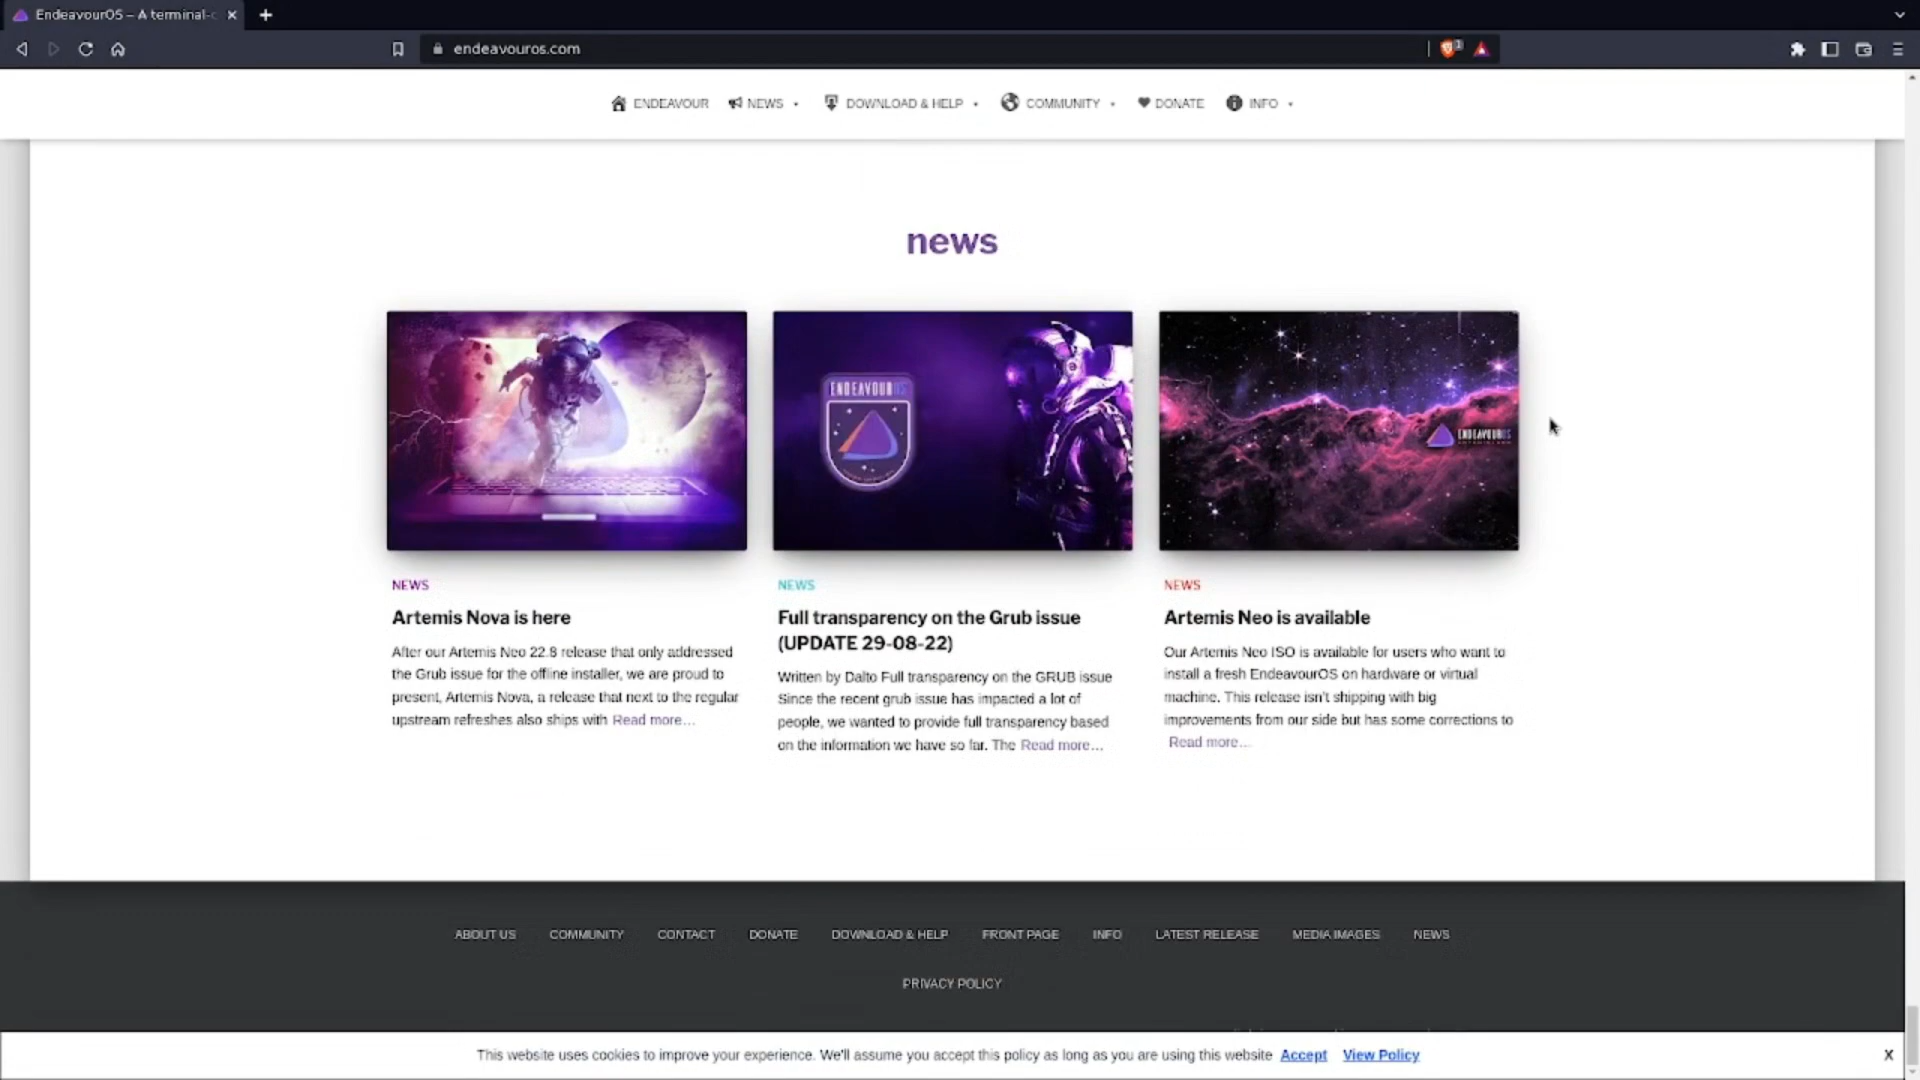 EndeavourOS – A terminal-c
endeavouros.com
1
ENDEAVOUR NEWS DOWNLOAD & HELP COMMUNITY DONATE INFO
news
ENDEAVOUROS
ENDEAVOUROS
NEWS
Artemis Nova is here
After our Artemis Neo 22.8 release that only addressed
the Grub issue for the offline installer, we are proud to
present, Artemis Nova, a release that next to the regular
upstream refreshes also ships with Read more…
NEWS
Full transparency on the Grub issue
(UPDATE 29-08-22)
Written by Dalto Full transparency on the GRUB issue
Since the recent grub issue has impacted a lot of
people, we wanted to provide full transparency based
on the information we have so far. The Read more…
NEWS
Artemis Neo is available
Our Artemis Neo ISO is available for users who want to
install a fresh EndeavourOS on hardware or virtual
machine. This release isn't shipping with big
improvements from our side but has some corrections to
Read more…
ABOUT US COMMUNITY CONTACT DONATE DOWNLOAD & HELP FRONT PAGE INFO LATEST RELEASE MEDIA IMAGES NEWS
PRIVACY POLICY
This website uses cookies to improve your experience. We'll assume you accept this policy as long as you are using this website Accept View Policy X